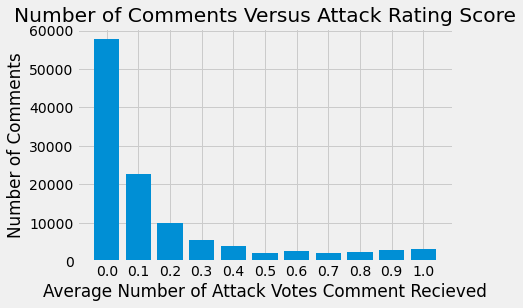 Number of Comments Versus Attack Rating Score
60000
50000
40000
30000
20000
10000
0
Number of Comments
0.0 0.1 0.2 0.3 0.4 0.5 0.6 0.7 0.8 0.9 1.0
Average Number of Attack Votes Comment Recieved